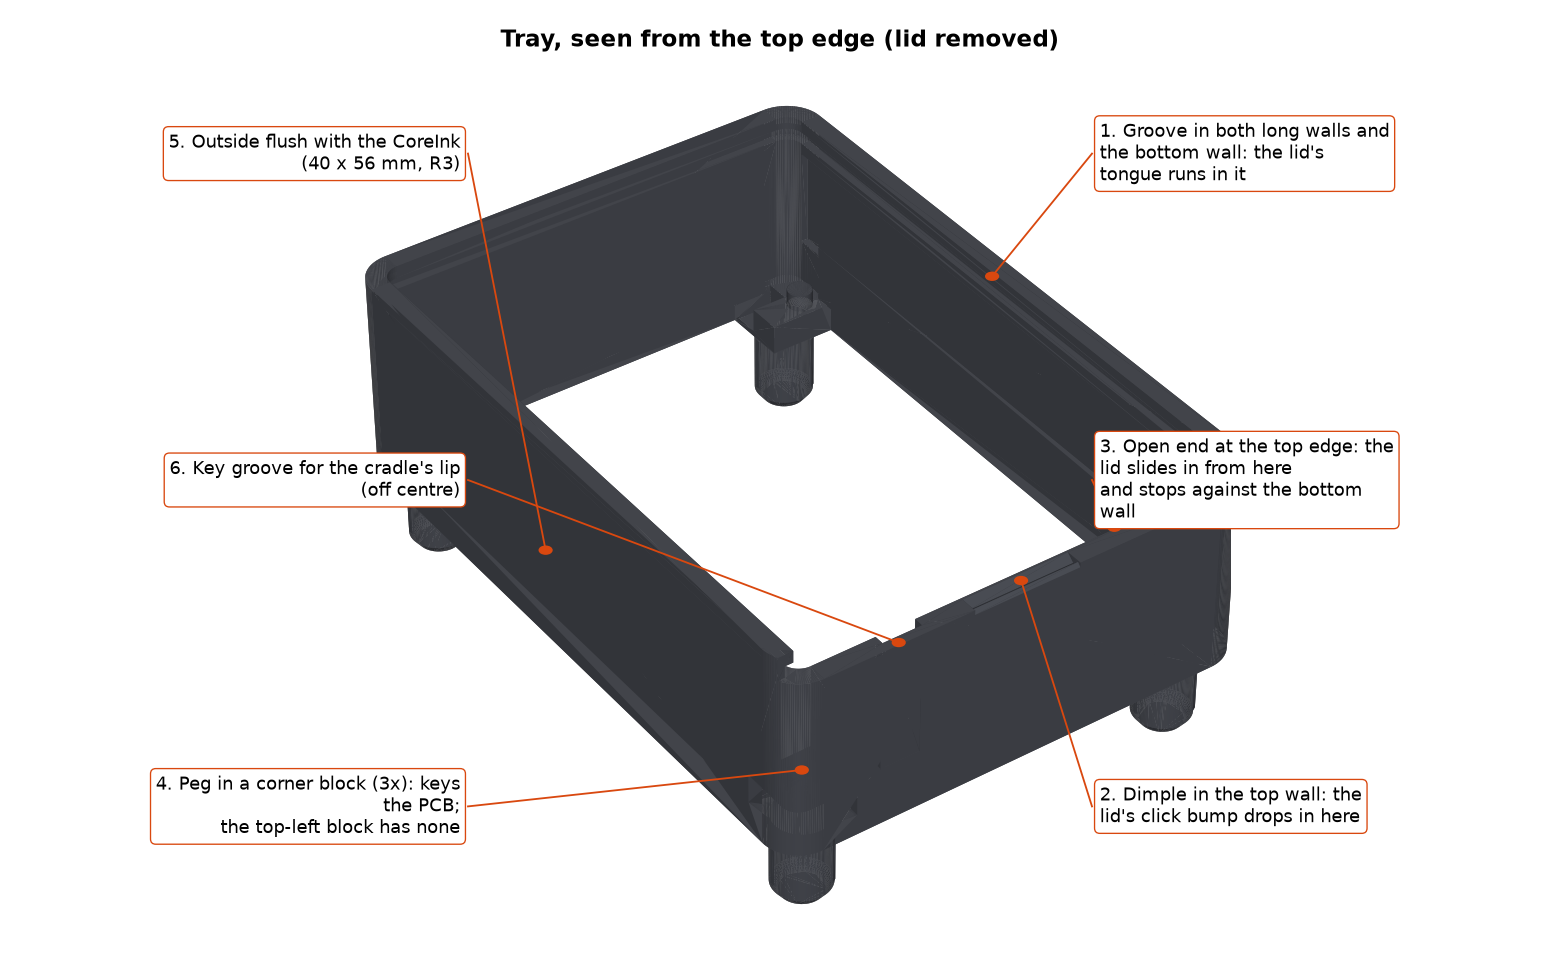 Tray, seen from the top edge (lid removed)
5. Outside flush with the CoreInk
(40 x 56 mm, R3)
1. Groove in both long walls and
the bottom wall: the lid's
tongue runs in it
6. Key groove for the cradle's lip
(off centre)
3. Open end at the top edge: the
lid slides in from here
and stops against the bottom
wall
4. Peg in a corner block (3x): keys
the PCB;
the top-left block has none
2. Dimple in the top wall: the
lid's click bump drops in here